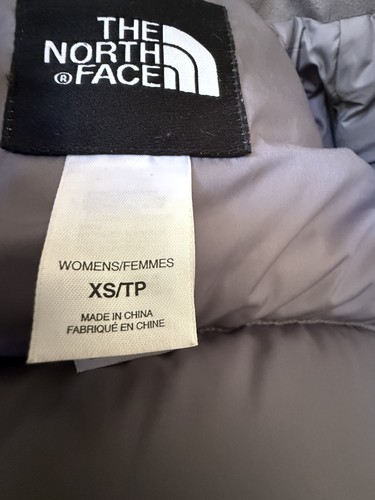 THE
NORTH
® FACE
WOMENS/FEMMES
XS/TP
MADE IN CHINA
FABRIQUÉ EN CHINE